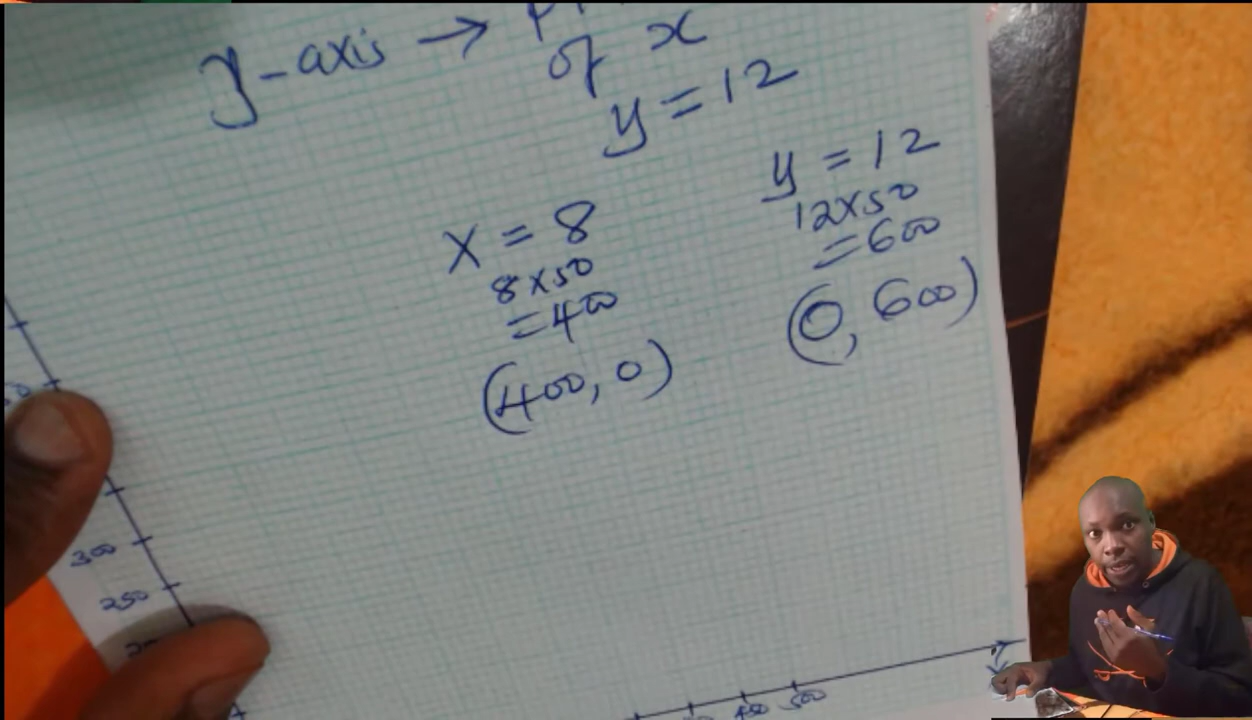 y-axis →
of x
y = 12
x = 8
8x50
= 400
(400, 0)
y = 12
12x50
= 600
(0, 600)
300
250
450 500